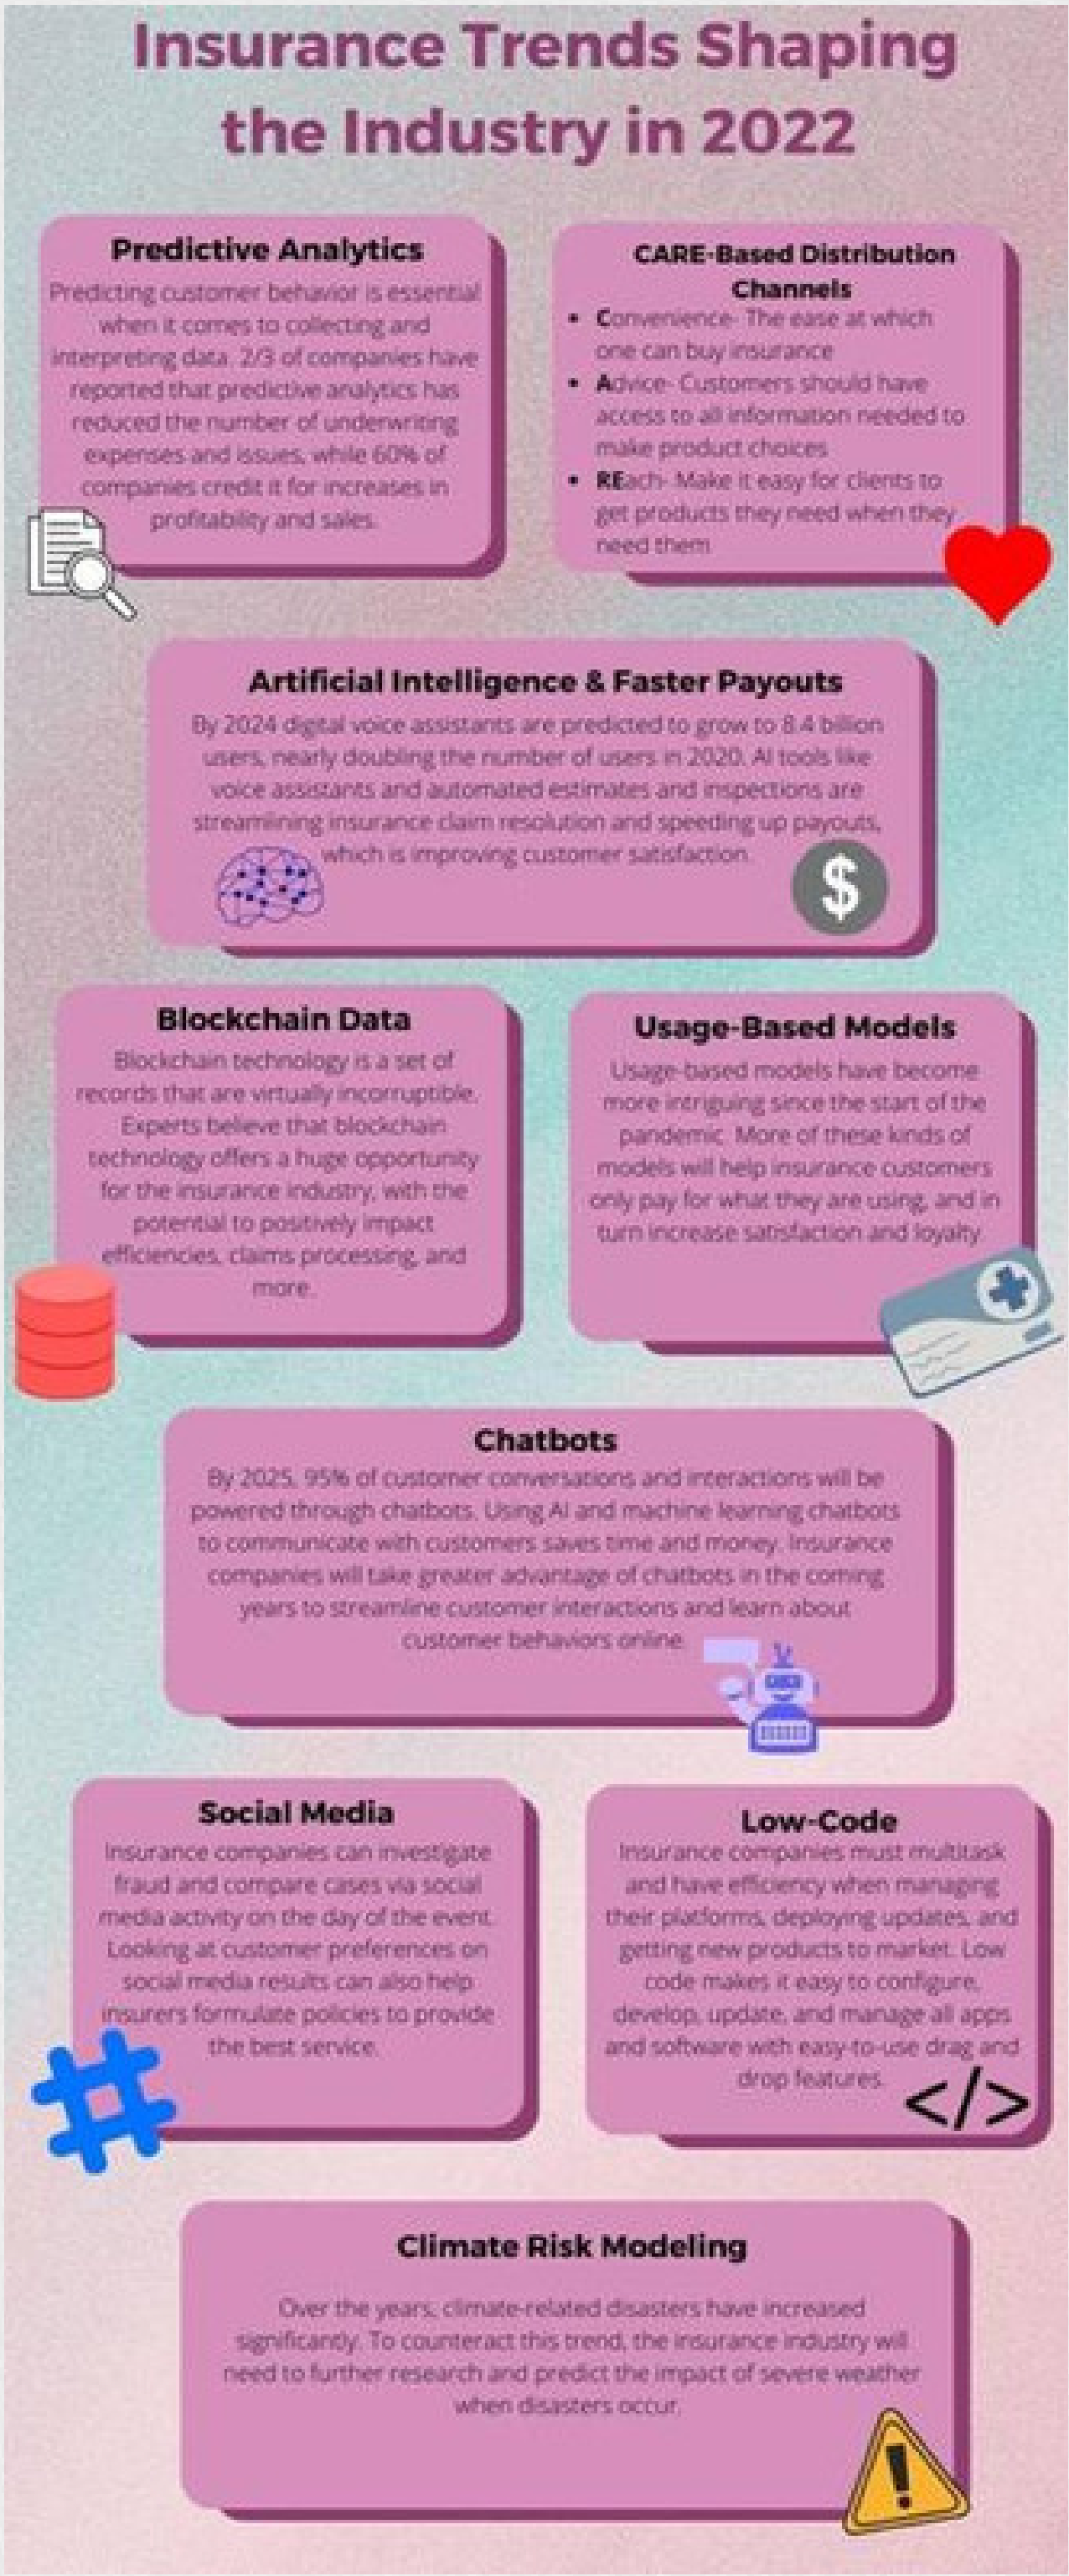 Insurance Trends Shaping
the Industry in 2022
Predictive Analytics
Predicting customer behavior is essential
when it comes to collecting and
interpreting data. 2/3 of companies have
reported that predictive analytics has
reduced the number of underwriting
expenses and issues, while 60% of
companies credit it for increases in
profitability and sales.
CARE-Based Distribution
Channels
• Convenience- The ease at which
one can buy insurance
• Advice- Customers should have
access to all information needed to
make product choices
• REach- Make it easy for clients to
get products they need when they
need them
Artificial Intelligence & Faster Payouts
By 2024 digital voice assistants are predicted to grow to 8.4 billion
users, nearly doubling the number of users in 2020. AI tools like
voice assistants and automated estimates and inspections are
streamlining insurance claim resolution and speeding up payouts,
which is improving customer satisfaction.
$
Blockchain Data
Blockchain technology is a set of
records that are virtually incorruptible.
Experts believe that blockchain
technology offers a huge opportunity
for the insurance industry, with the
potential to positively impact
efficiencies, claims processing, and
more.
Usage-Based Models
Usage-based models have become
more intriguing since the start of the
pandemic. More of these kinds of
models will help insurance customers
only pay for what they are using, and in
turn increase satisfaction and loyalty.
Chatbots
By 2025, 95% of customer conversations and interactions will be
powered through chatbots. Using AI and machine learning chatbots
to communicate with customers saves time and money. Insurance
companies will take greater advantage of chatbots in the coming
years to streamline customer interactions and learn about
customer behaviors online.
Social Media
Insurance companies can investigate
fraud and compare cases via social
media activity on the day of the event.
Looking at customer preferences on
social media results can also help
insurers formulate policies to provide
the best service.
#
Low-Code
Insurance companies must multitask
and have efficiency when managing
their platforms, deploying updates, and
getting new products to market. Low
code makes it easy to configure,
develop, update, and manage all apps
and software with easy-to-use drag and
drop features.
</>
Climate Risk Modeling
Over the years, climate-related disasters have increased
significantly. To counteract this trend, the insurance industry will
need to further research and predict the impact of severe weather
when disasters occur.
!